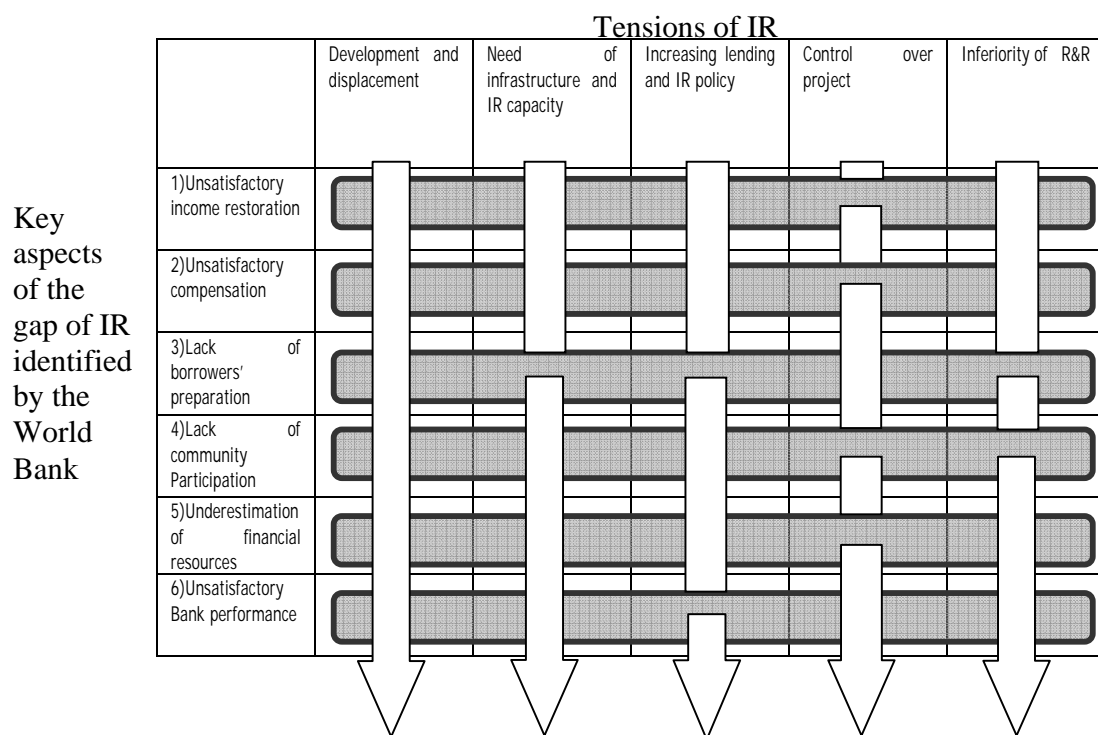 Tensions of IR
Development and
displacement
Need of
infrastructure and
IR capacity
Increasing lending
and IR policy
Control over
project
Inferiority of R&R
Key
aspects
of the
gap of IR
identified
by the
World
Bank
1)Unsatisfactory
income restoration
2)Unsatisfactory
compensation
3)Lack of
borrowers'
preparation
4)Lack of
community
Participation
5)Underestimation
of financial
resources
6)Unsatisfactory
Bank performance